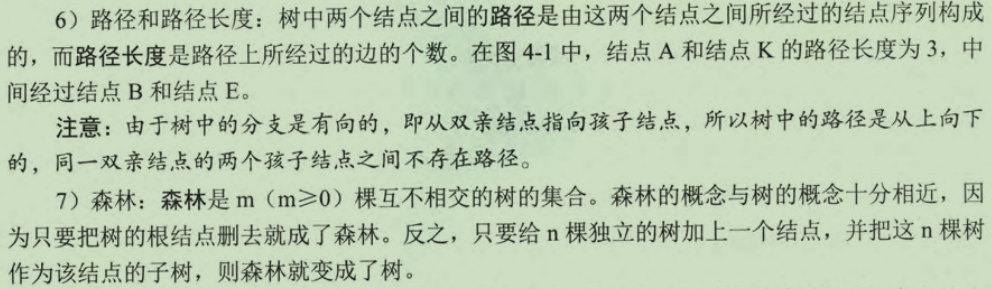 6）路径和路径长度：树中两个结点之间的路径是由这两个结点之间所经过的结点序列构成
的，而路径长度是路径上所经过的边的个数。在图 4-1 中，结点 A 和结点 K 的路径长度为 3，中
间经过结点 B 和结点 E。
注意：由于树中的分支是有向的，即从双亲结点指向孩子结点，所以树中的路径是从上向下
的，同一双亲结点的两个孩子结点之间不存在路径。
7）森林：森林是 m（m≥0）棵互不相交的树的集合。森林的概念与树的概念十分相近，因
为只要把树的根结点删去就成了森林。反之，只要给 n 棵独立的树加上一个结点，并把这 n 棵树
作为该结点的子树，则森林就变成了树。